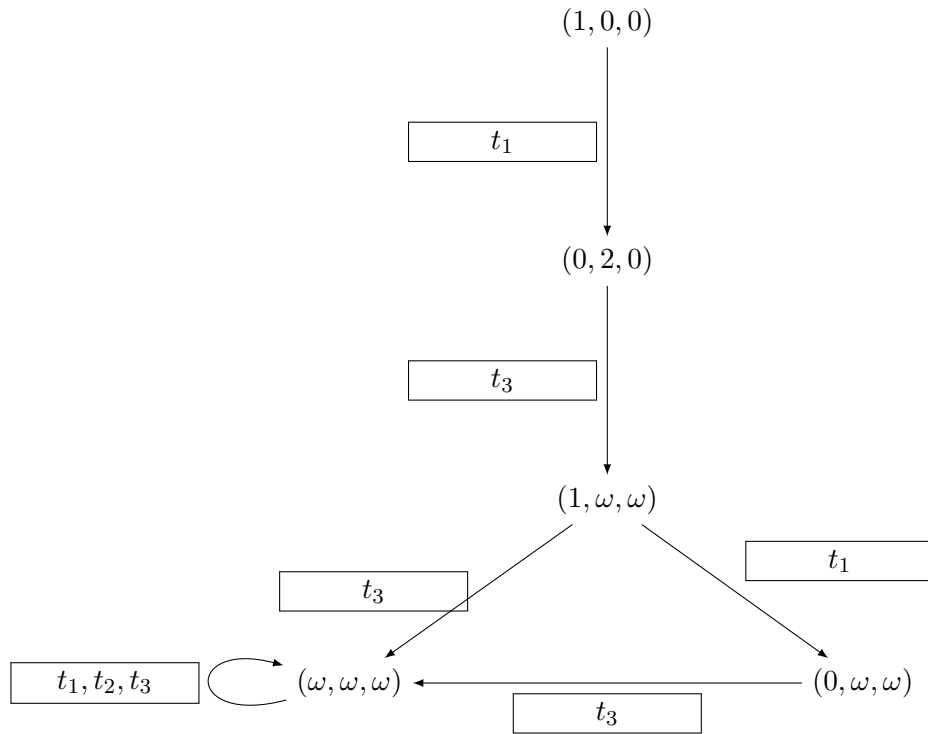 (1, 0, 0)
t₁
(0, 2, 0)
t₃
(1, ω, ω)
t₁
t₃
t₁, t₂, t₃
(ω, ω, ω)
(0, ω, ω)
t₃